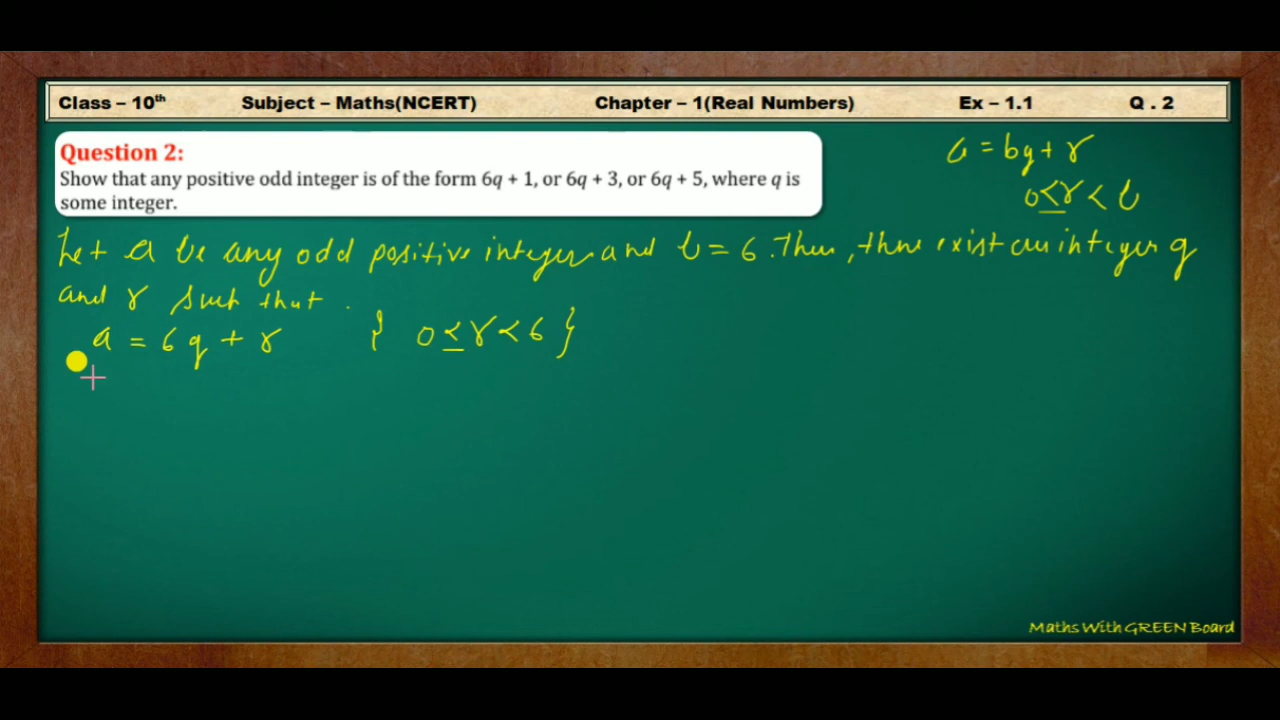 Class – 10th Subject – Maths(NCERT) Chapter – 1(Real Numbers) Ex – 1.1 Q . 2
Question 2:
Show that any positive odd integer is of the form 6q + 1, or 6q + 3, or 6q + 5, where q is
some integer.
a = bq + r
0 ≤ r < b
Let a be any odd positive integer and b = 6. Then, there exist an integer q
and r such that.
a = 6q + r { 0 ≤ r < 6 }
Maths With GREEN Board